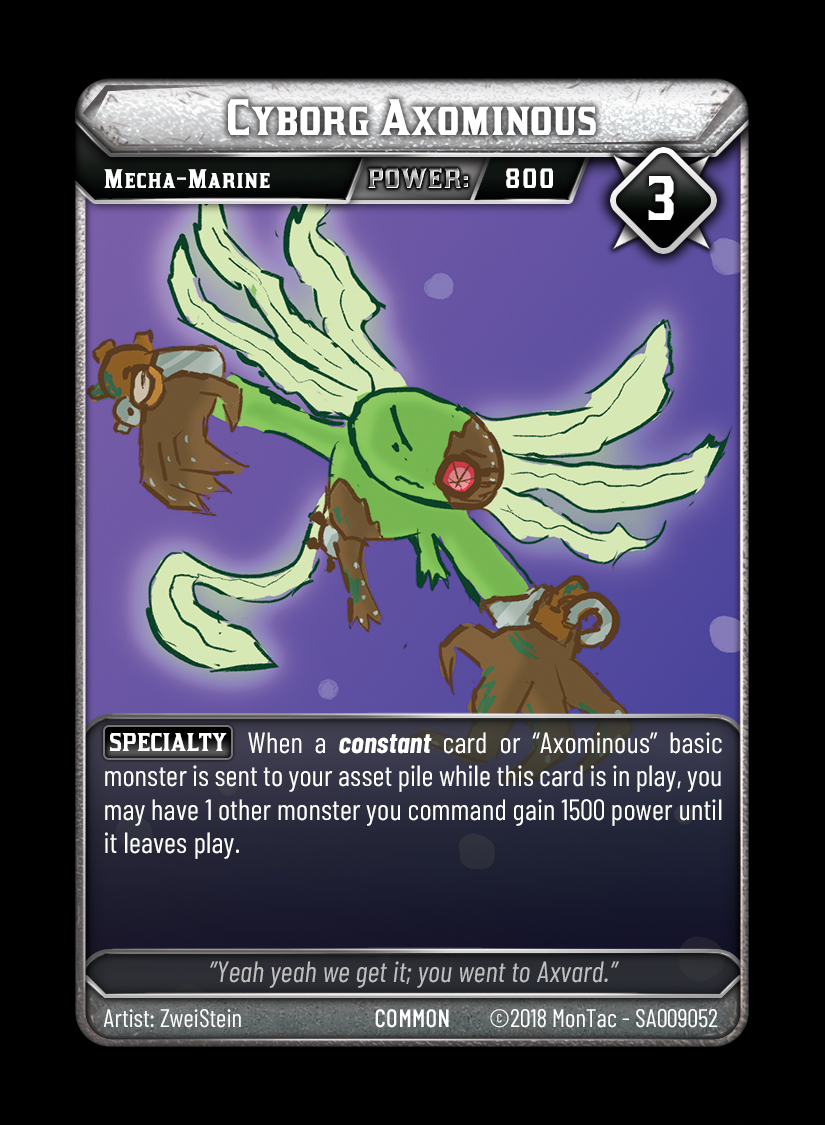 Cyborg Axominous
Mecha-Marine POWER: 800
3
SPECIALTY When a constant card or “Axominous” basic
monster is sent to your asset pile while this card is in play, you
may have 1 other monster you command gain 1500 power until
it leaves play.
"Yeah yeah we get it; you went to Axvard."
Artist: ZweiStein COMMON ©2018 MonTac - SA009052